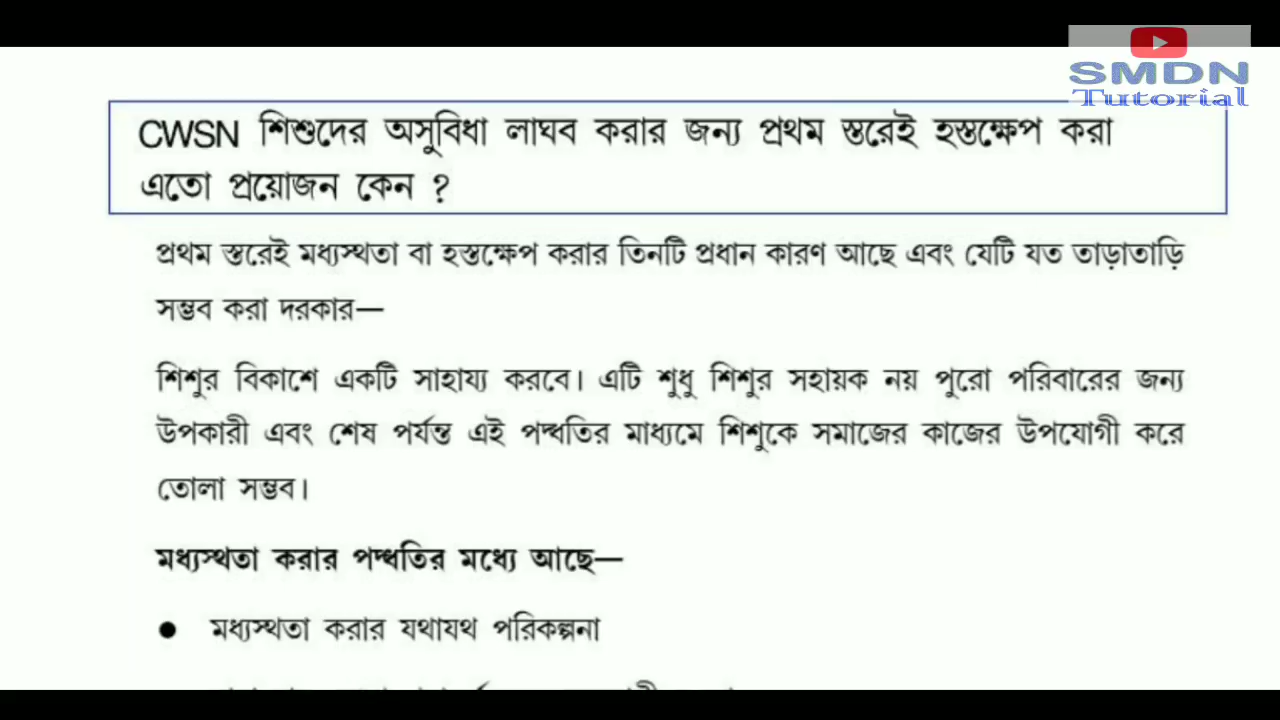 SMDN
Tutorial
CWSN শিশুদের অসুবিধা লাঘব করার জন্য প্রথম স্তরেই হস্তক্ষেপ করা
এতো প্রয়োজন কেন ?
প্রথম স্তরেই মধ্যস্থতা বা হস্তক্ষেপ করার তিনটি প্রধান কারণ আছে এবং যেটি যত তাড়াতাড়ি
সম্ভব করা দরকার—
শিশুর বিকাশে একটি সাহায্য করবে। এটি শুধু শিশুর সহায়ক নয় পুরো পরিবারের জন্য
উপকারী এবং শেষ পর্যন্ত এই পদ্ধতির মাধ্যমে শিশুকে সমাজের কাজের উপযোগী করে
তোলা সম্ভব।
মধ্যস্থতা করার পদ্ধতির মধ্যে আছে—
● মধ্যস্থতা করার যথাযথ পরিকল্পনা